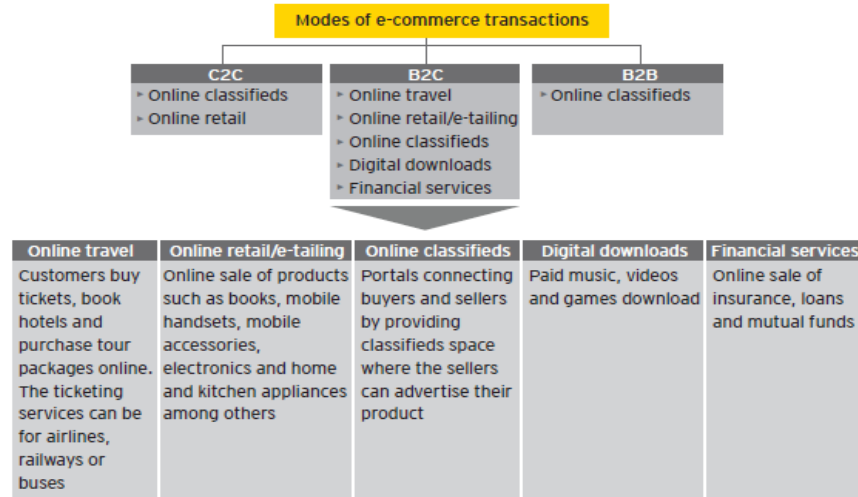 Modes of e-commerce transactions
C2C
▸ Online classifieds
▸ Online retail
B2C
▸ Online travel
▸ Online retail/e-tailing
▸ Online classifieds
▸ Digital downloads
▸ Financial services
B2B
▸ Online classifieds
Online travel
Customers buy
tickets, book
hotels and
purchase tour
packages online.
The ticketing
services can be
for airlines,
railways or
buses
Online retail/e-tailing
Online sale of products
such as books, mobile
handsets, mobile
accessories,
electronics and home
and kitchen appliances
among others
Online classifieds
Portals connecting
buyers and sellers
by providing
classifieds space
where the sellers
can advertise their
product
Digital downloads
Paid music, videos
and games download
Financial services
Online sale of
insurance, loans
and mutual funds